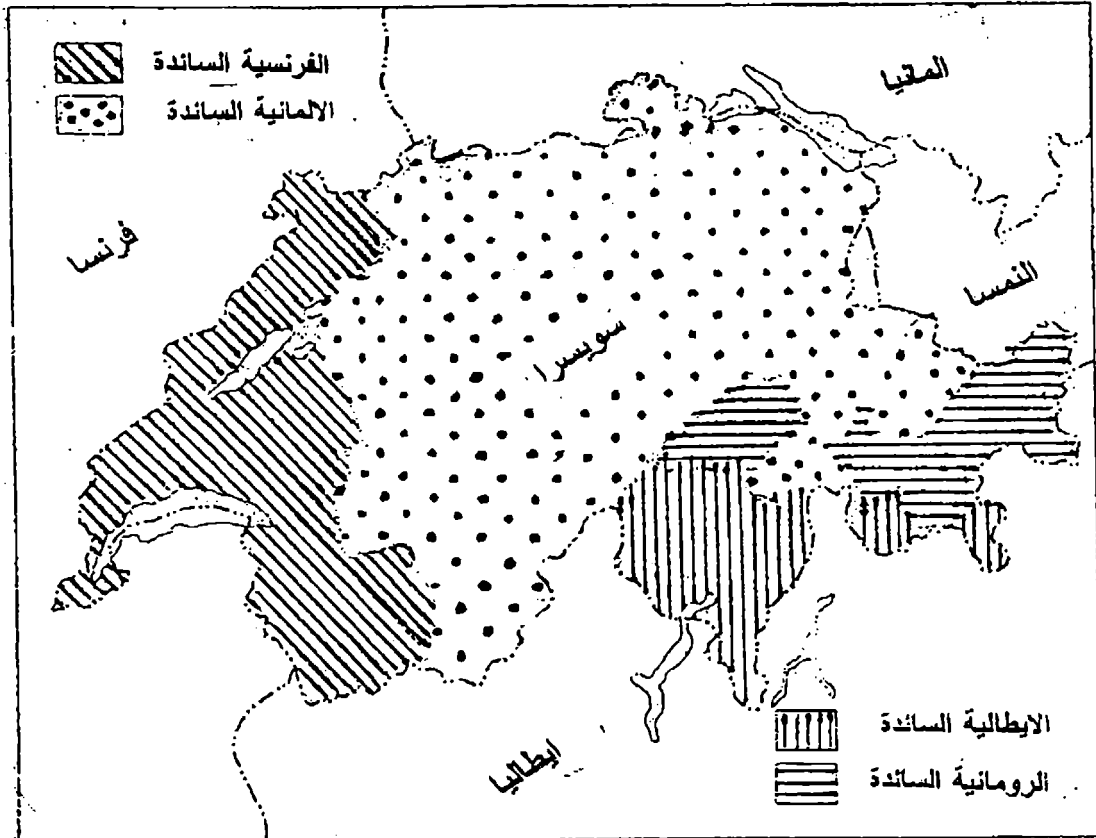 الفرنسية السائدة
الالمانية السائدة
المانيا
فرنسا
النمسا
سويسرا
الايطالية السائدة
الرومانية السائدة
ايطاليا